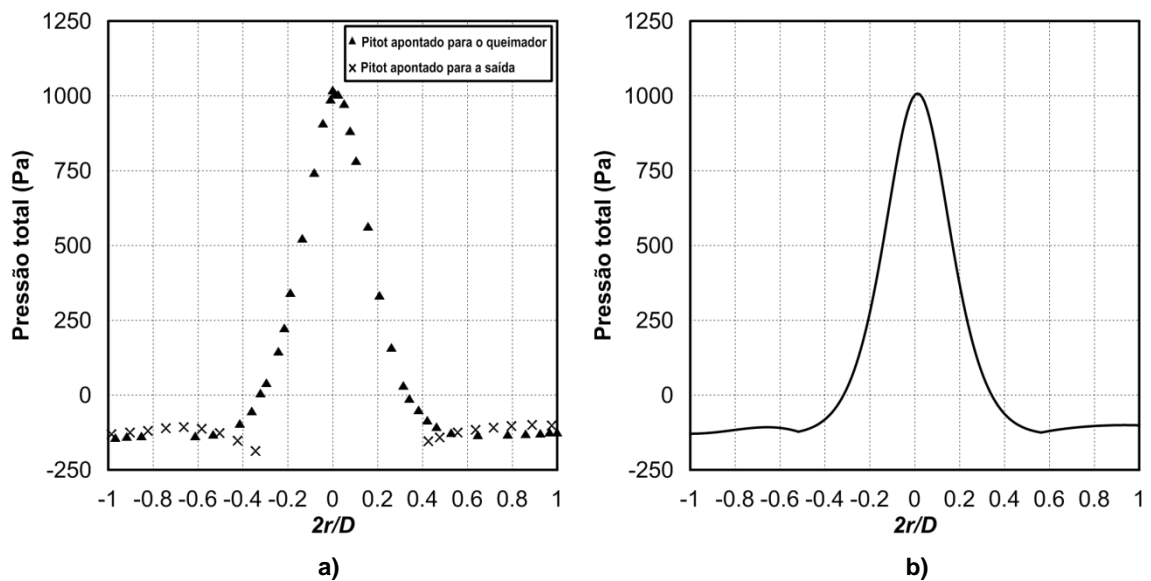 1250
1000
750
500
250
0
-250
Pressão total (Pa)
Pitot apontado para o queimador
Pitot apontado para a saída
-1 -0.8 -0.6 -0.4 -0.2 0 0.2 0.4 0.6 0.8 1
2r/D
a)
1250
1000
750
500
250
0
-250
Pressão total (Pa)
-1 -0.8 -0.6 -0.4 -0.2 0 0.2 0.4 0.6 0.8 1
2r/D
b)